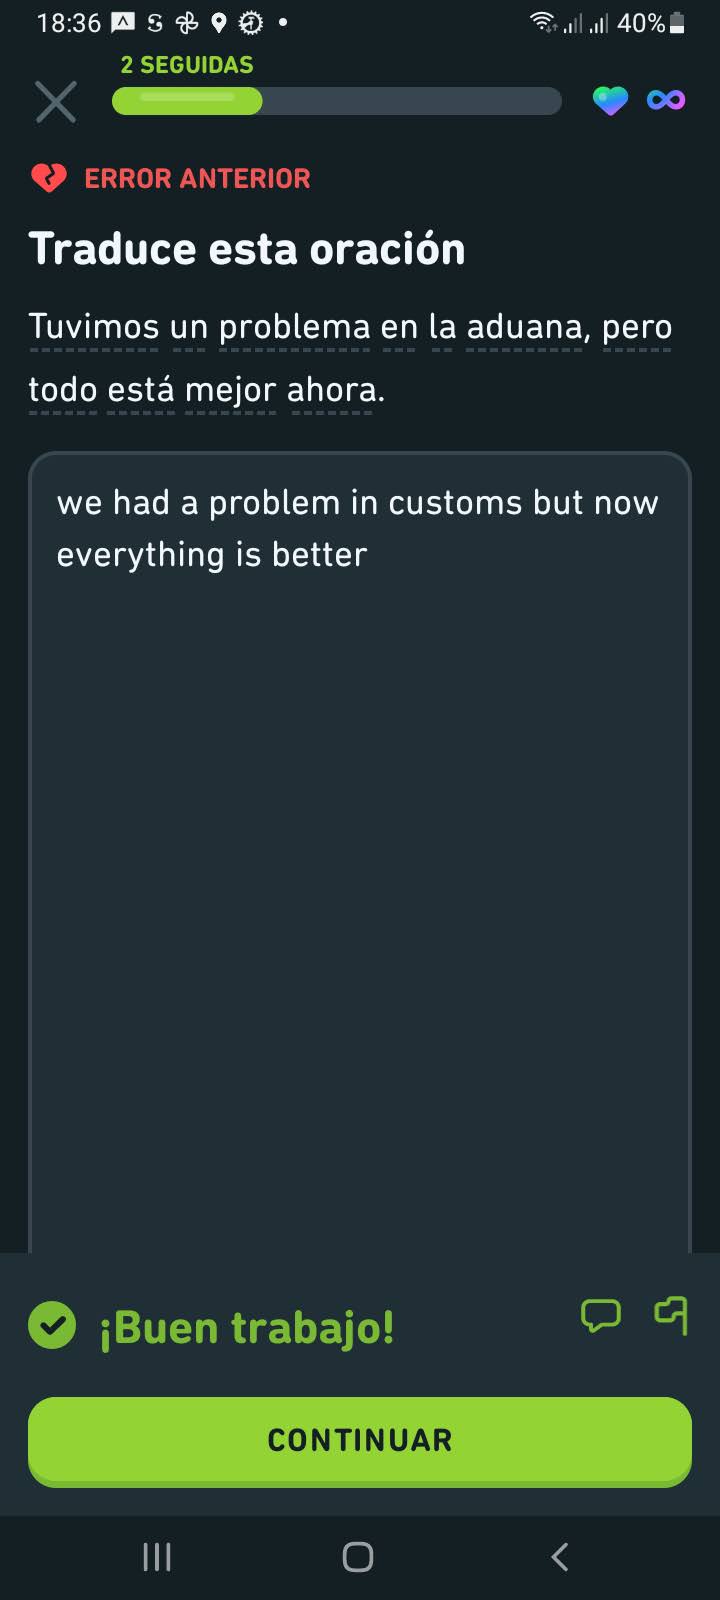 18:36
40%
2 SEGUIDAS
ERROR ANTERIOR
Traduce esta oración
Tuvimos un problema en la aduana, pero
todo está mejor ahora.
we had a problem in customs but now
everything is better
¡Buen trabajo!
CONTINUAR